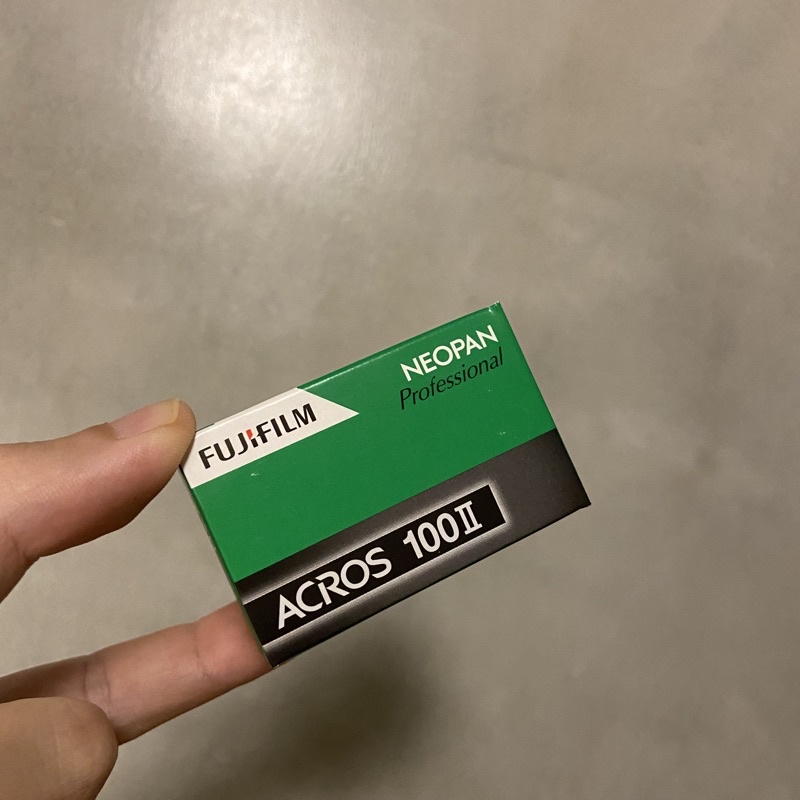 FUJIFILM
NEOPAN
Professional
ACROS 100II